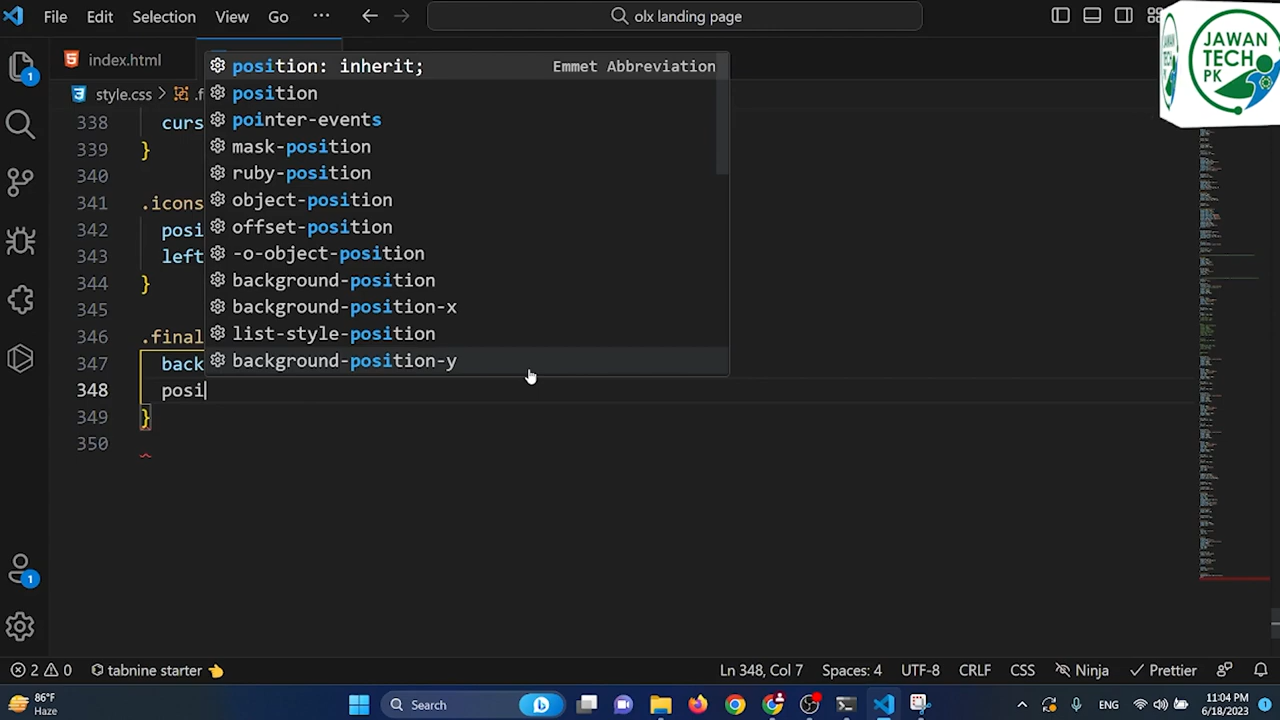 File Edit Selection View Go ··· olx landing page
JAWAN
TECH
PK
index.html
style.css > .f
position: inherit; Emmet Abbreviation
position
pointer-events
mask-position
ruby-position
object-position
offset-position
-o-object-position
background-position
background-position-x
list-style-position
background-position-y
338 curs
339 }
340
341 .icons
342 posi
343 left
344 }
345
346 .final
347 back
348 posi
349 }
350
1
1
2 0 tabnine starter Ln 348, Col 7 Spaces: 4 UTF-8 CRLF CSS Ninja Prettier
86°F
Haze
Search
ENG
11:04 PM
6/18/2023
1